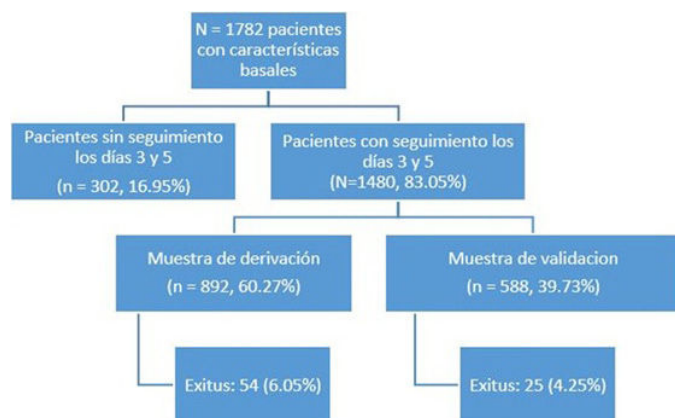 N = 1782 pacientes
con características
basales
Pacientes sin seguimiento
los días 3 y 5
(n = 302, 16.95%)
Pacientes con seguimiento los
días 3 y 5
(N=1480, 83.05%)
Muestra de derivación
(n = 892, 60.27%)
Muestra de validacion
(n = 588, 39.73%)
Exitus: 54 (6.05%)
Exitus: 25 (4.25%)